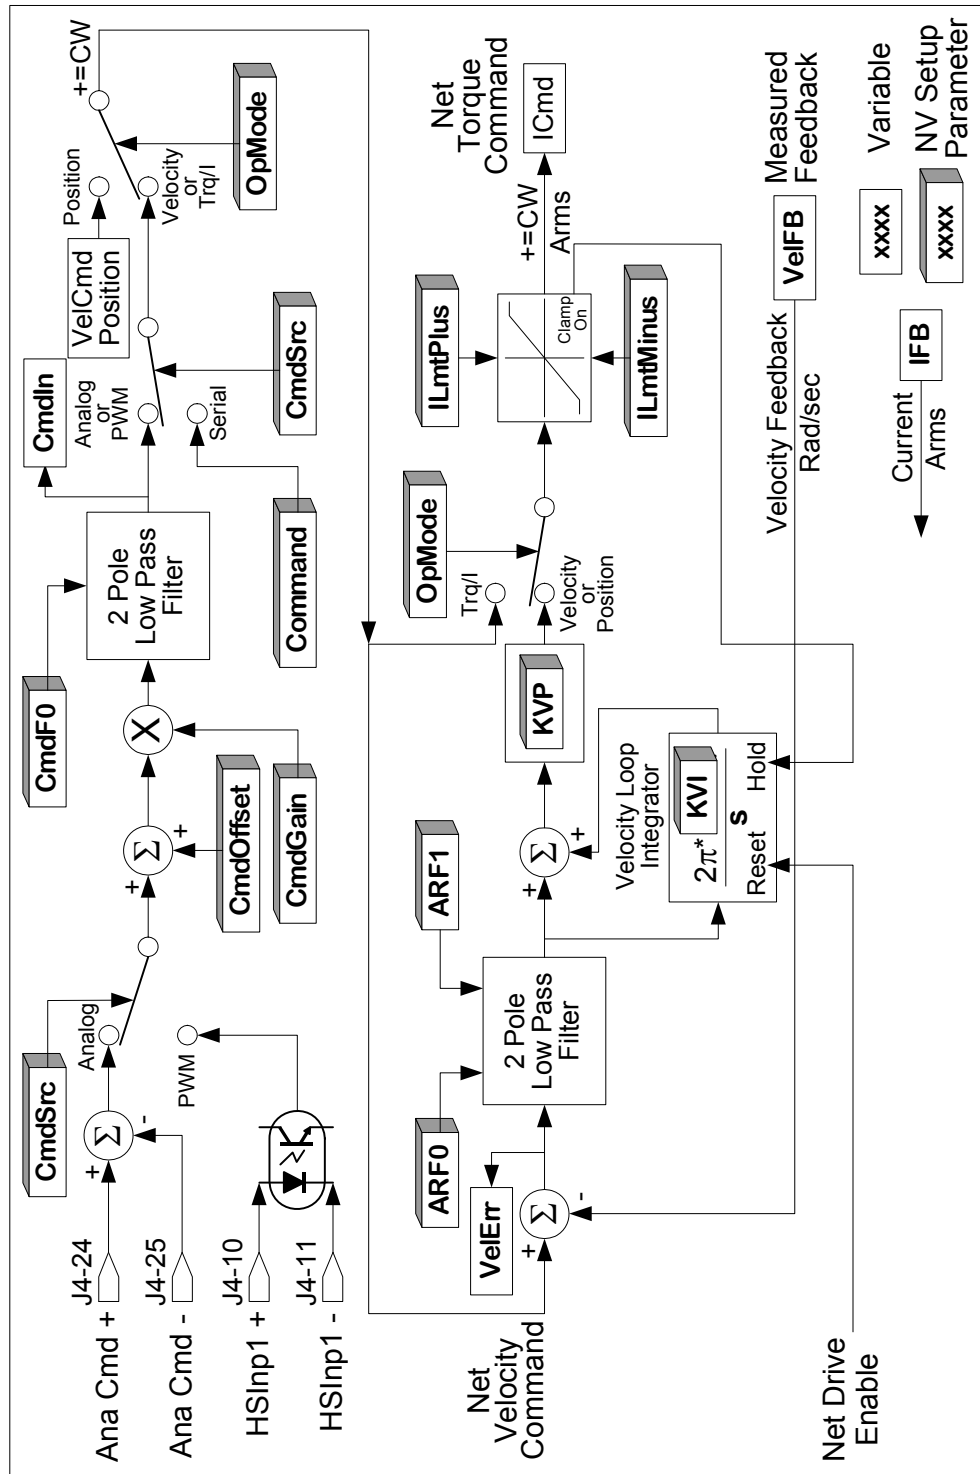 Ana Cmd +
J4-24
Ana Cmd -
J4-25
HSInp1 +
J4-10
HSInp1 -
J4-11
+
Σ
-
CmdSrc
Analog
PWM
+
Σ
+
CmdOffset
CmdGain
X
CmdF0
2 Pole
Low Pass
Filter
CmdIn
Analog
or
PWM
Serial
Command
CmdSrc
VelCmd
Position
Position
Velocity
or
Trq/I
OpMode
+=CW
Net
Velocity
Command
+
Σ
-
VelErr
ARF0
2 Pole
Low Pass
Filter
ARF1
+
Σ
+
Velocity Loop
Integrator
2π*
KVI
s
Reset
Hold
KVP
Trq/I
Velocity
or
Position
OpMode
ILmtPlus
Clamp
On
ILmtMinus
+=CW
Arms
Net
Torque
Command
ICmd
Net Drive
Enable
Velocity Feedback
Rad/sec
VelFB
Measured
Feedback
Current
Arms
IFB
xxxx
Variable
xxxx
NV Setup
Parameter